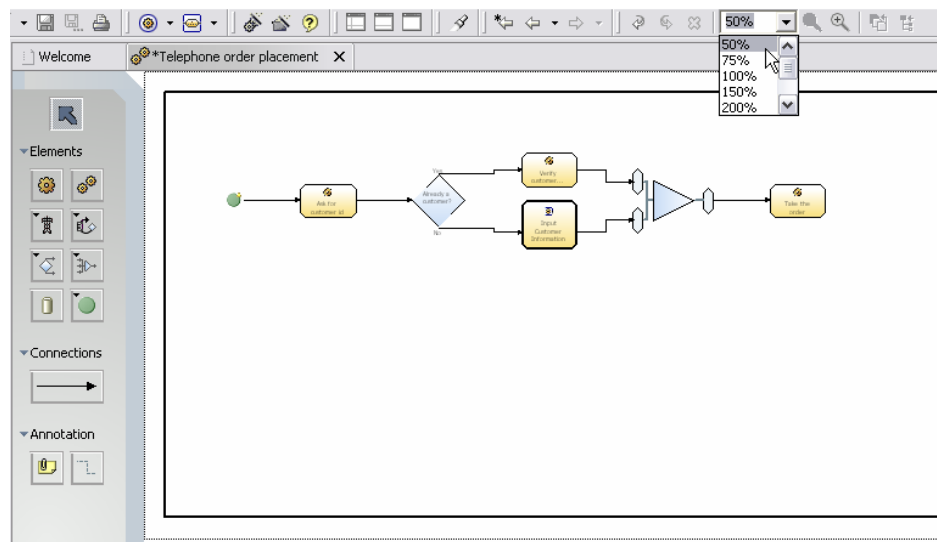 50%
Welcome
*Telephone order placement X
50%
75%
100%
150%
200%
Elements
Connections
Annotation
Ask for
customer id
Already a
customer?
Yes
No
Verify
customer...
Input
Customer
Information
Take the
order